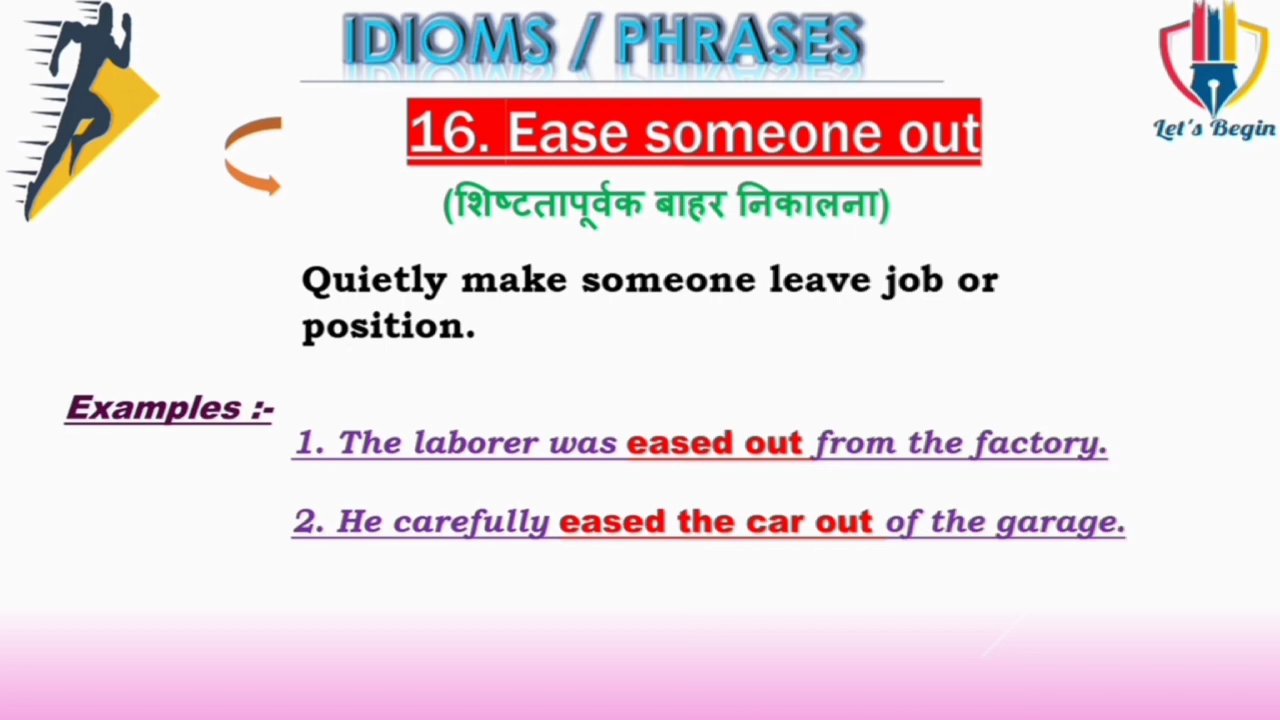 IDIOMS / PHRASES
Let's Begin
16. Ease someone out
(शिष्टतापूर्वक बाहर निकालना)
Quietly make someone leave job or
position.
Examples :-
1. The laborer was eased out from the factory.
2. He carefully eased the car out of the garage.